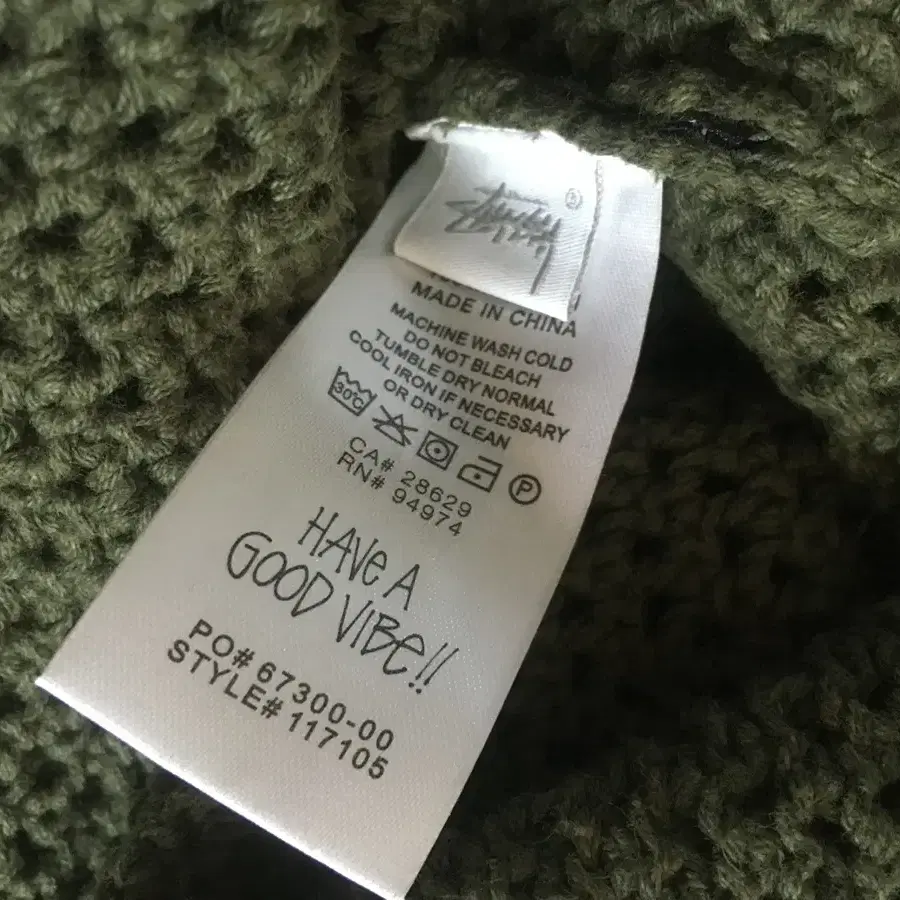 Stussy ®
MADE IN CHINA
MACHINE WASH COLD
DO NOT BLEACH
TUMBLE DRY NORMAL
COOL IRON IF NECESSARY
OR DRY CLEAN
30°C
P
CA# 28629
RN# 94974
HAVE A
GOOD VIBE!!
PO#67300-00
STYLE#117105